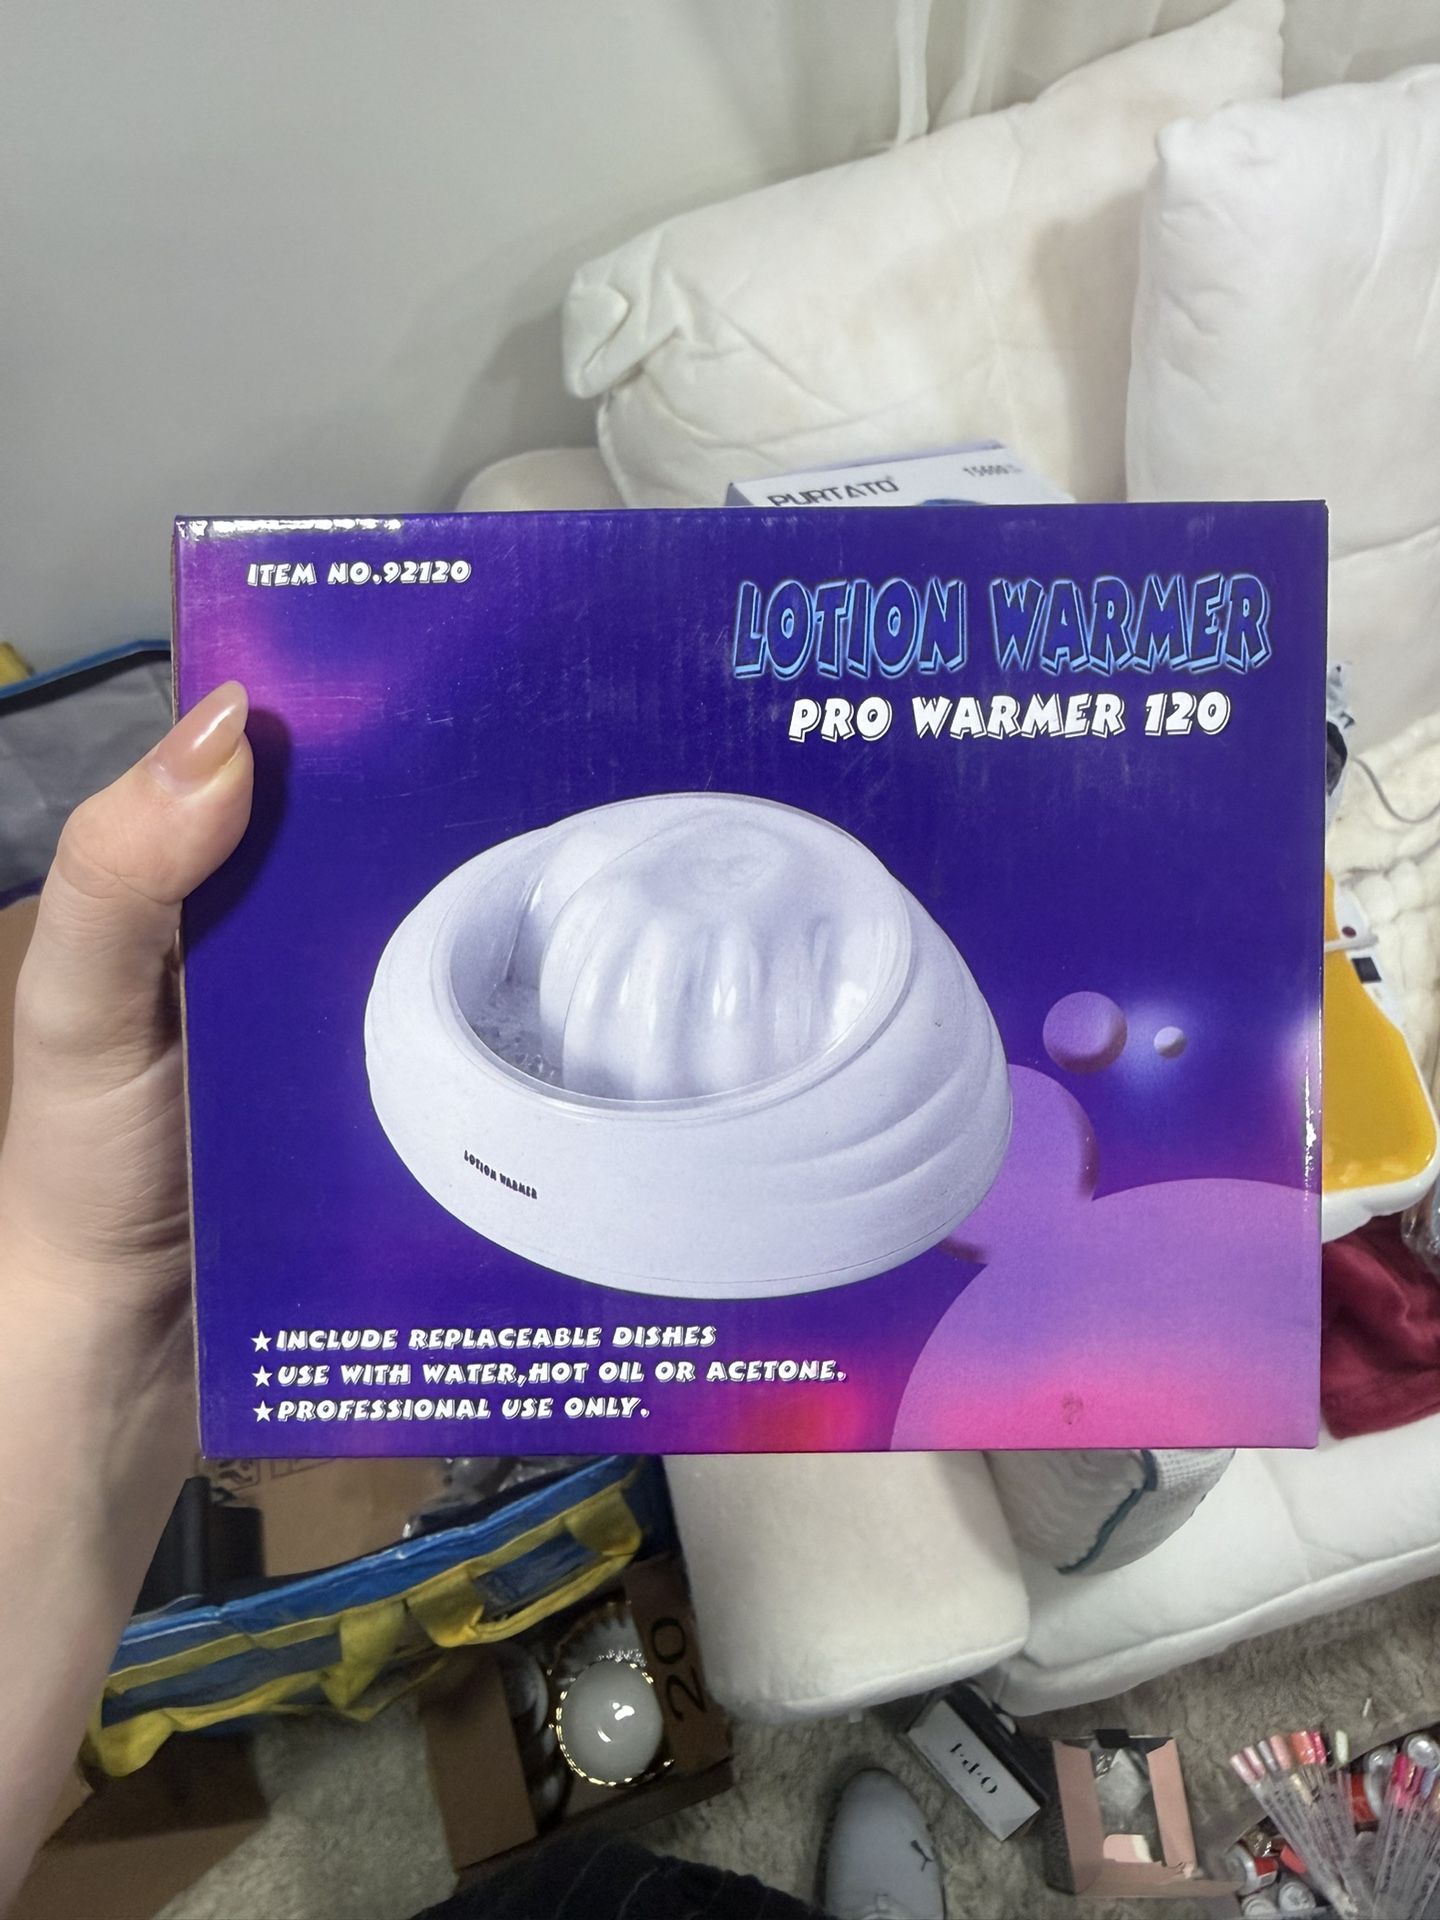 PURTATO
ITEM NO.92120
LOTION WARMER
PRO WARMER 120
LOTION WARMER
★INCLUDE REPLACEABLE DISHES
★USE WITH WATER,HOT OIL OR ACETONE.
★PROFESSIONAL USE ONLY.
20
O·P·I